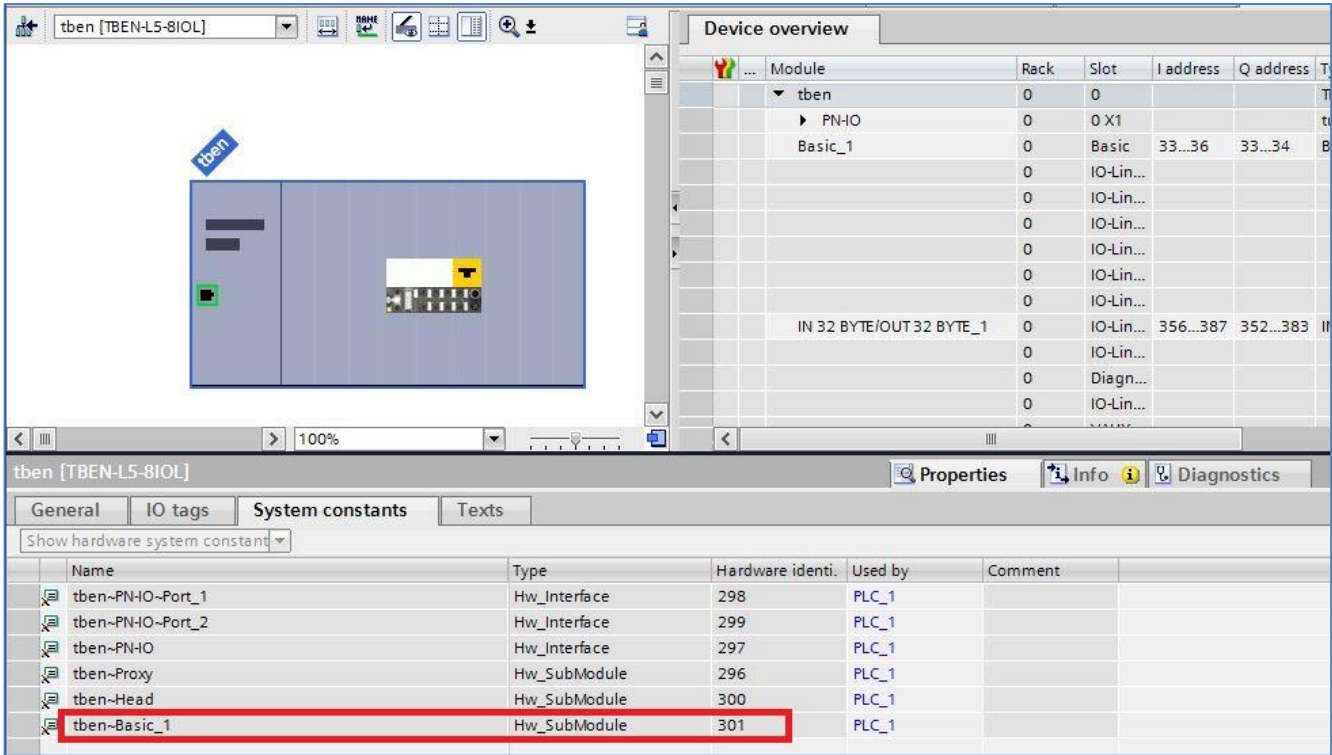 tben [TBEN-L5-8IOL]
NAME
Device overview
... Module Rack Slot I address Q address
tben 0 0
PN-IO 0 0 X1
Basic_1 0 Basic 33...36 33...34 B
0 IO-Lin...
0 IO-Lin...
0 IO-Lin...
0 IO-Lin...
0 IO-Lin...
0 IO-Lin...
IN 32 BYTE/OUT 32 BYTE_1 0 IO-Lin... 356...387 352...383
0 IO-Lin...
0 Diagn...
0 IO-Lin...
tben
100%
tben [TBEN-L5-8IOL]
Properties Info Diagnostics
General IO tags System constants Texts
Show hardware system constant
Name Type Hardware identi. Used by Comment
tben~PN-IO~Port_1 Hw_Interface 298 PLC_1
tben~PN-IO~Port_2 Hw_Interface 299 PLC_1
tben~PN-IO Hw_Interface 297 PLC_1
tben~Proxy Hw_SubModule 296 PLC_1
tben~Head Hw_SubModule 300 PLC_1
tben~Basic_1 Hw_SubModule 301 PLC_1